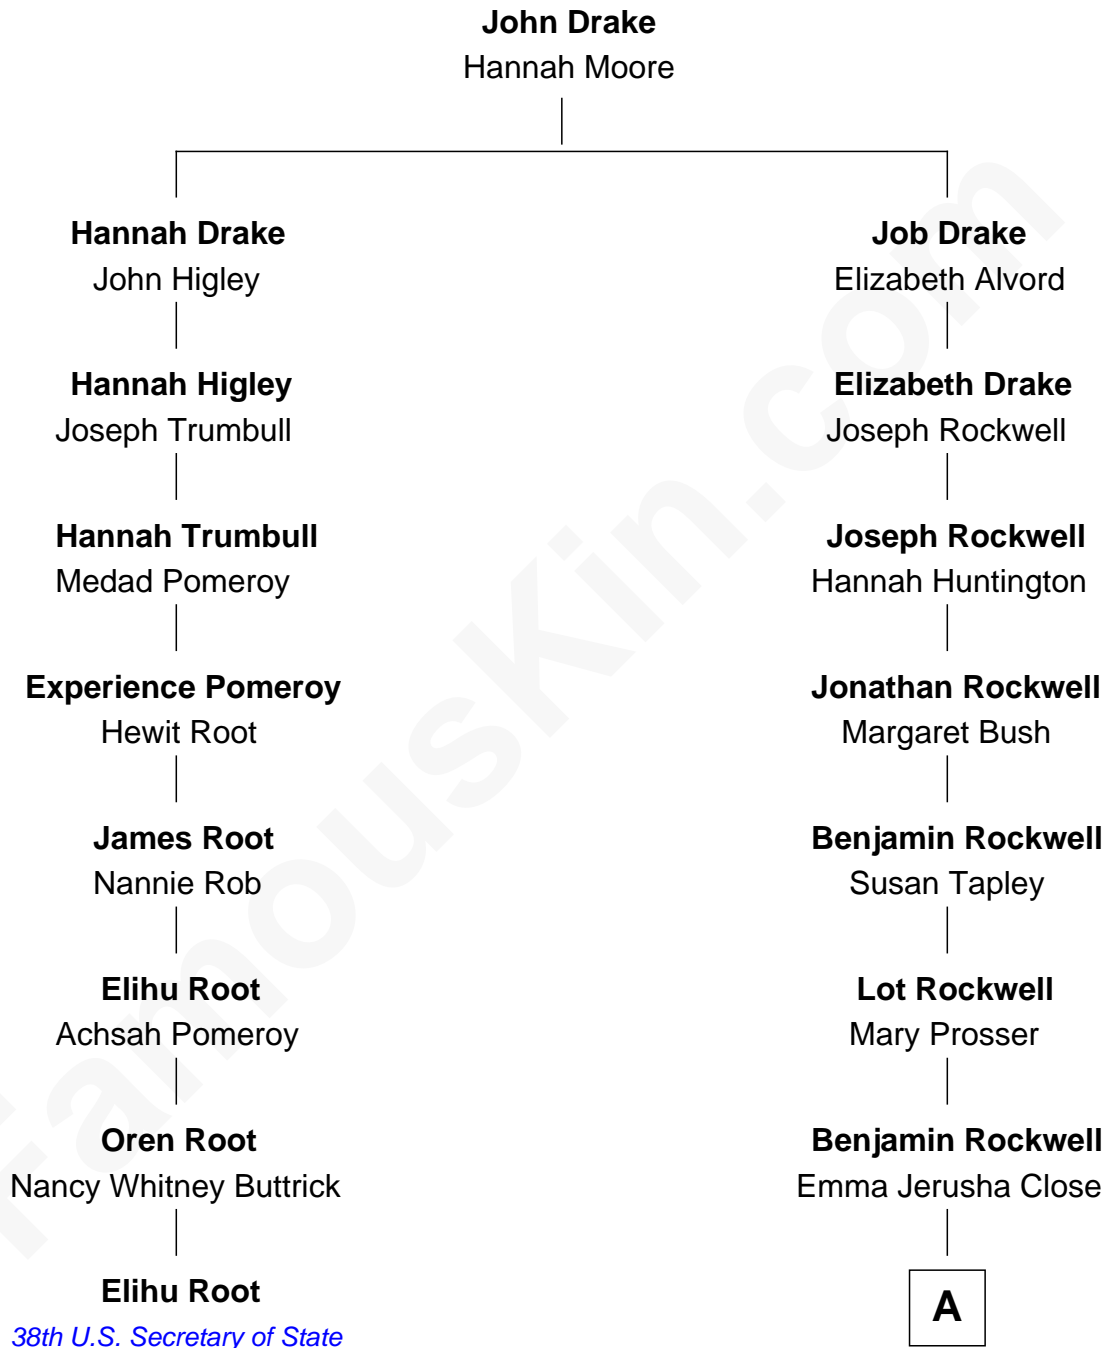 John Drake
Hannah Moore
Hannah Drake
John Higley
Job Drake
Elizabeth Alvord
Hannah Higley
Joseph Trumbull
Elizabeth Drake
Joseph Rockwell
Hannah Trumbull
Medad Pomeroy
Joseph Rockwell
Hannah Huntington
Experience Pomeroy
Hewit Root
Jonathan Rockwell
Margaret Bush
James Root
Nannie Rob
Benjamin Rockwell
Susan Tapley
Elihu Root
Achsah Pomeroy
Lot Rockwell
Mary Prosser
Oren Root
Nancy Whitney Buttrick
Benjamin Rockwell
Emma Jerusha Close
Elihu Root
38th U.S. Secretary of State
A
FamousKin.com